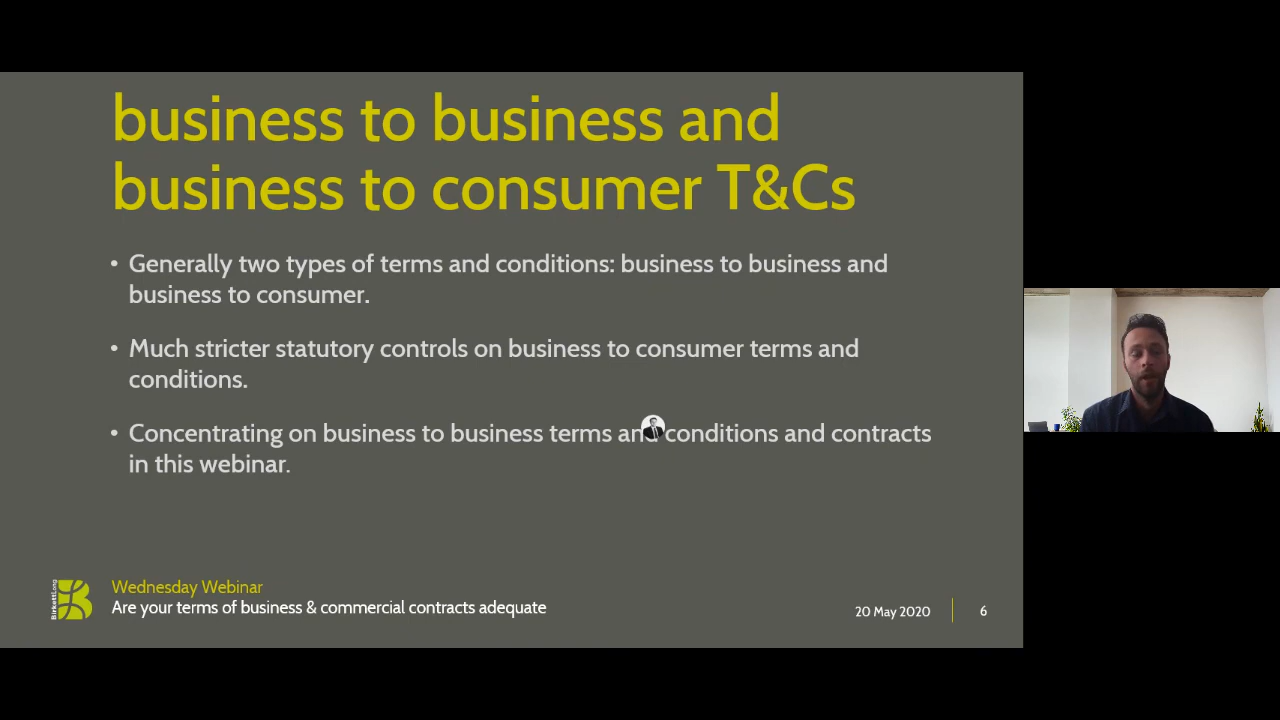 business to business and
business to consumer T&Cs
• Generally two types of terms and conditions: business to business and
business to consumer.
• Much stricter statutory controls on business to consumer terms and
conditions.
• Concentrating on business to business terms an conditions and contracts
in this webinar.
BirkettLong
Wednesday Webinar
Are your terms of business & commercial contracts adequate
20 May 2020
6